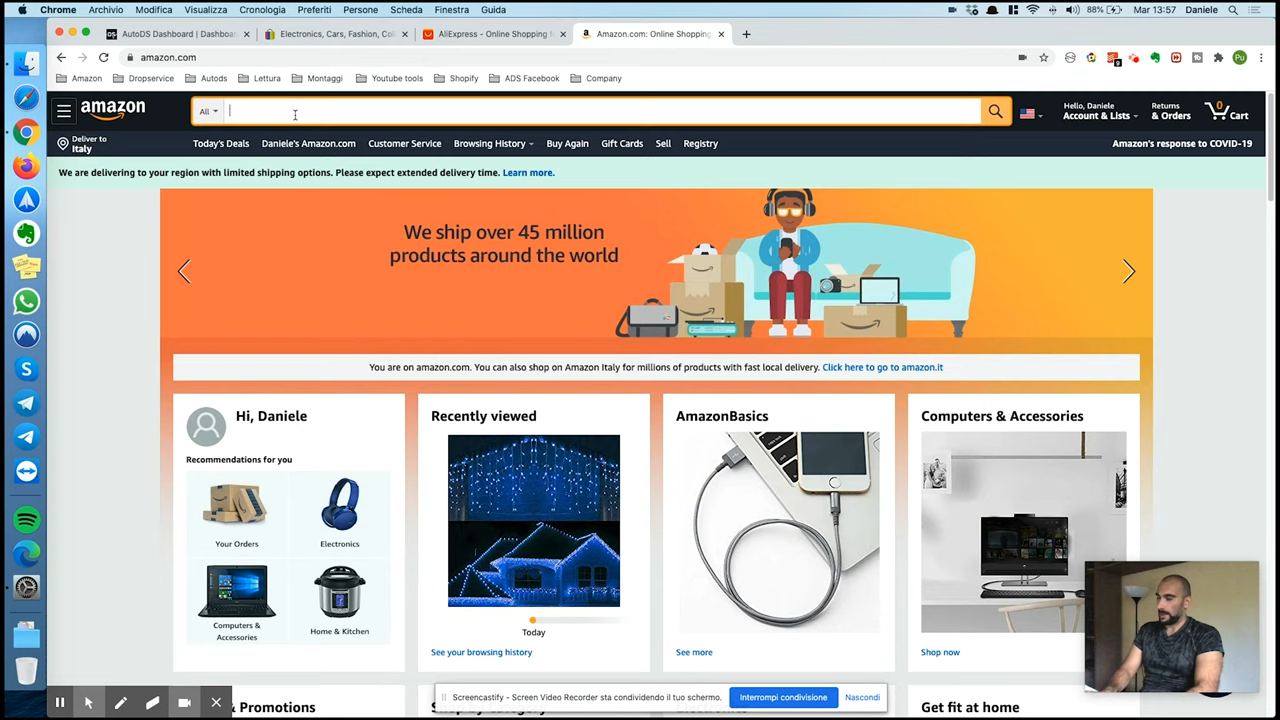 Chrome Archivio Modifica Visualizza Cronologia Preferiti Persone Scheda Finestra Guida 88% Mar 13:57 Daniele
AutoDS Dashboard | Dashboa Electronics, Cars, Fashion, Col AliExpress - Online Shopping f Amazon.com: Online Shopping
amazon.com
Amazon Dropservice Autods Lettura Montaggi Youtube tools Shopify ADS Facebook Company
amazon All
Hello, Daniele
Account & Lists
Returns
& Orders
0
Cart
Deliver to
Italy
Today's Deals Daniele's Amazon.com Customer Service Browsing History Buy Again Gift Cards Sell Registry Amazon's response to COVID-19
We are delivering to your region with limited shipping options. Please expect extended delivery time. Learn more.
We ship over 45 million
products around the world
You are on amazon.com. You can also shop on Amazon Italy for millions of products with fast local delivery. Click here to go to amazon.it
Hi, Daniele
Recommendations for you
Your Orders
Electronics
Computers &
Accessories
Home & Kitchen
Recently viewed
Today
See your browsing history
AmazonBasics
See more
Computers & Accessories
Shop now
Screencastify - Screen Video Recorder sta condividendo il tuo schermo. Interrompi condivisione Nascondi
& Promotions
Get fit at home